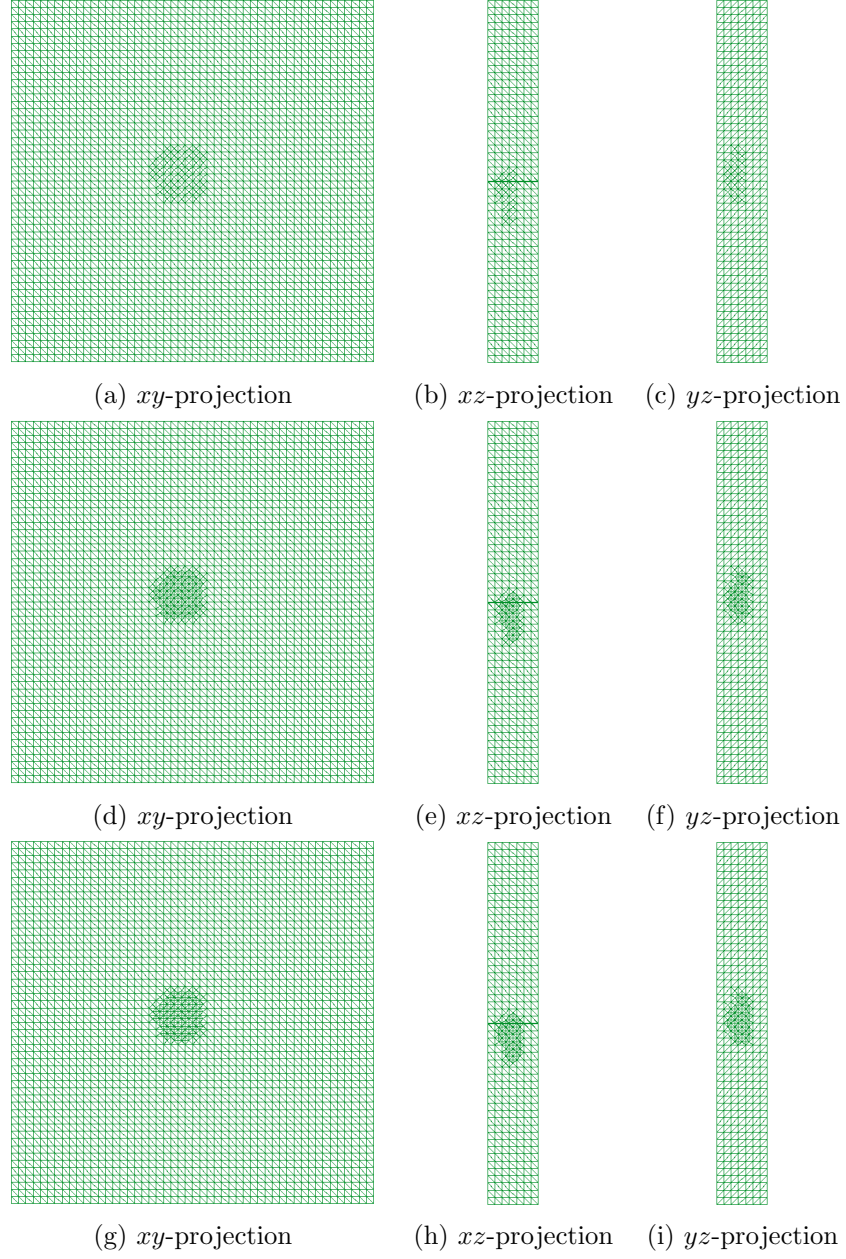 (a) xy-projection (b) xz-projection (c) yz-projection
(d) xy-projection (e) xz-projection (f) yz-projection
(g) xy-projection (h) xz-projection (i) yz-projection